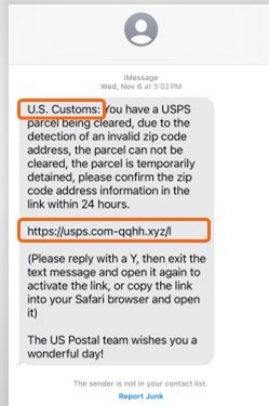 iMessage
Wed, Nov 6 at 3:02 PM
U.S. Customs: You have a USPS
parcel being cleared, due to the
detection of an invalid zip code
address, the parcel can not be
cleared, the parcel is temporarily
detained, please confirm the zip
code address information in the
link within 24 hours.
https://usps.com-qqhh.xyz/l
(Please reply with a Y, then exit the
text message and open it again to
activate the link, or copy the link
into your Safari browser and open
it)
The US Postal team wishes you a
wonderful day!
The sender is not in your contact list.
Report Junk